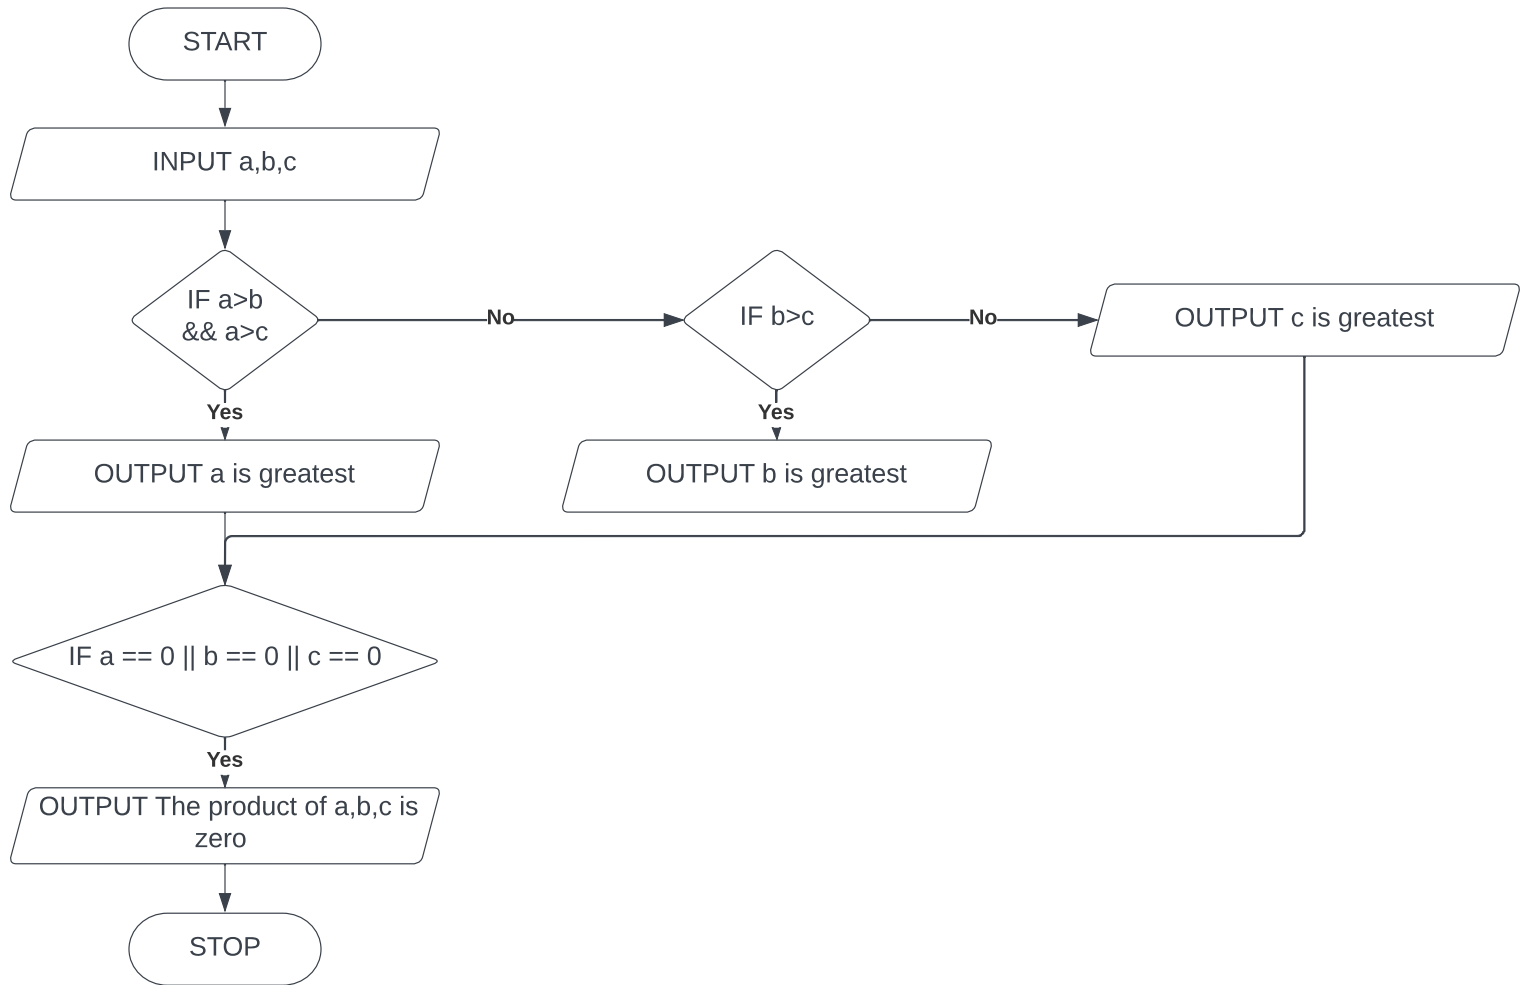 START
INPUT a,b,c
IF a>b
&& a>c
No
IF b>c
No
OUTPUT c is greatest
Yes
Yes
OUTPUT a is greatest
OUTPUT b is greatest
IF a == 0 || b == 0 || c == 0
Yes
OUTPUT The product of a,b,c is
zero
STOP